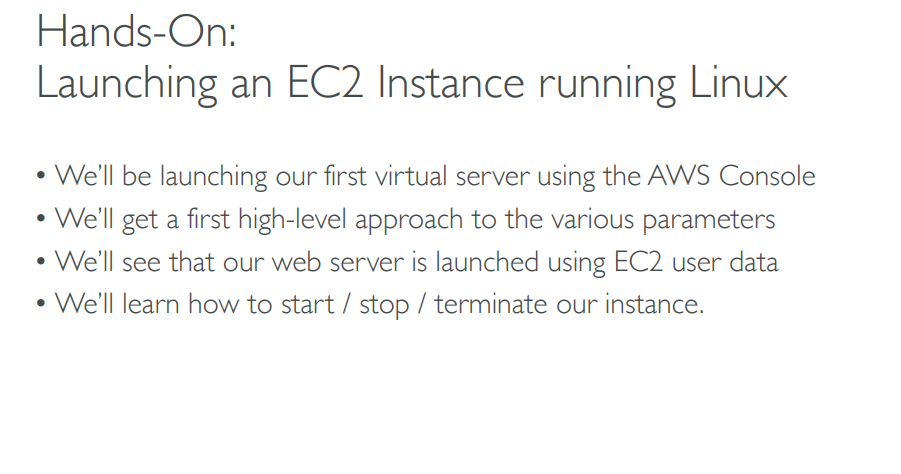 Hands-On:
Launching an EC2 Instance running Linux
• We’ll be launching our first virtual server using the AWS Console
• We’ll get a first high-level approach to the various parameters
• We’ll see that our web server is launched using EC2 user data
• We’ll learn how to start / stop / terminate our instance.